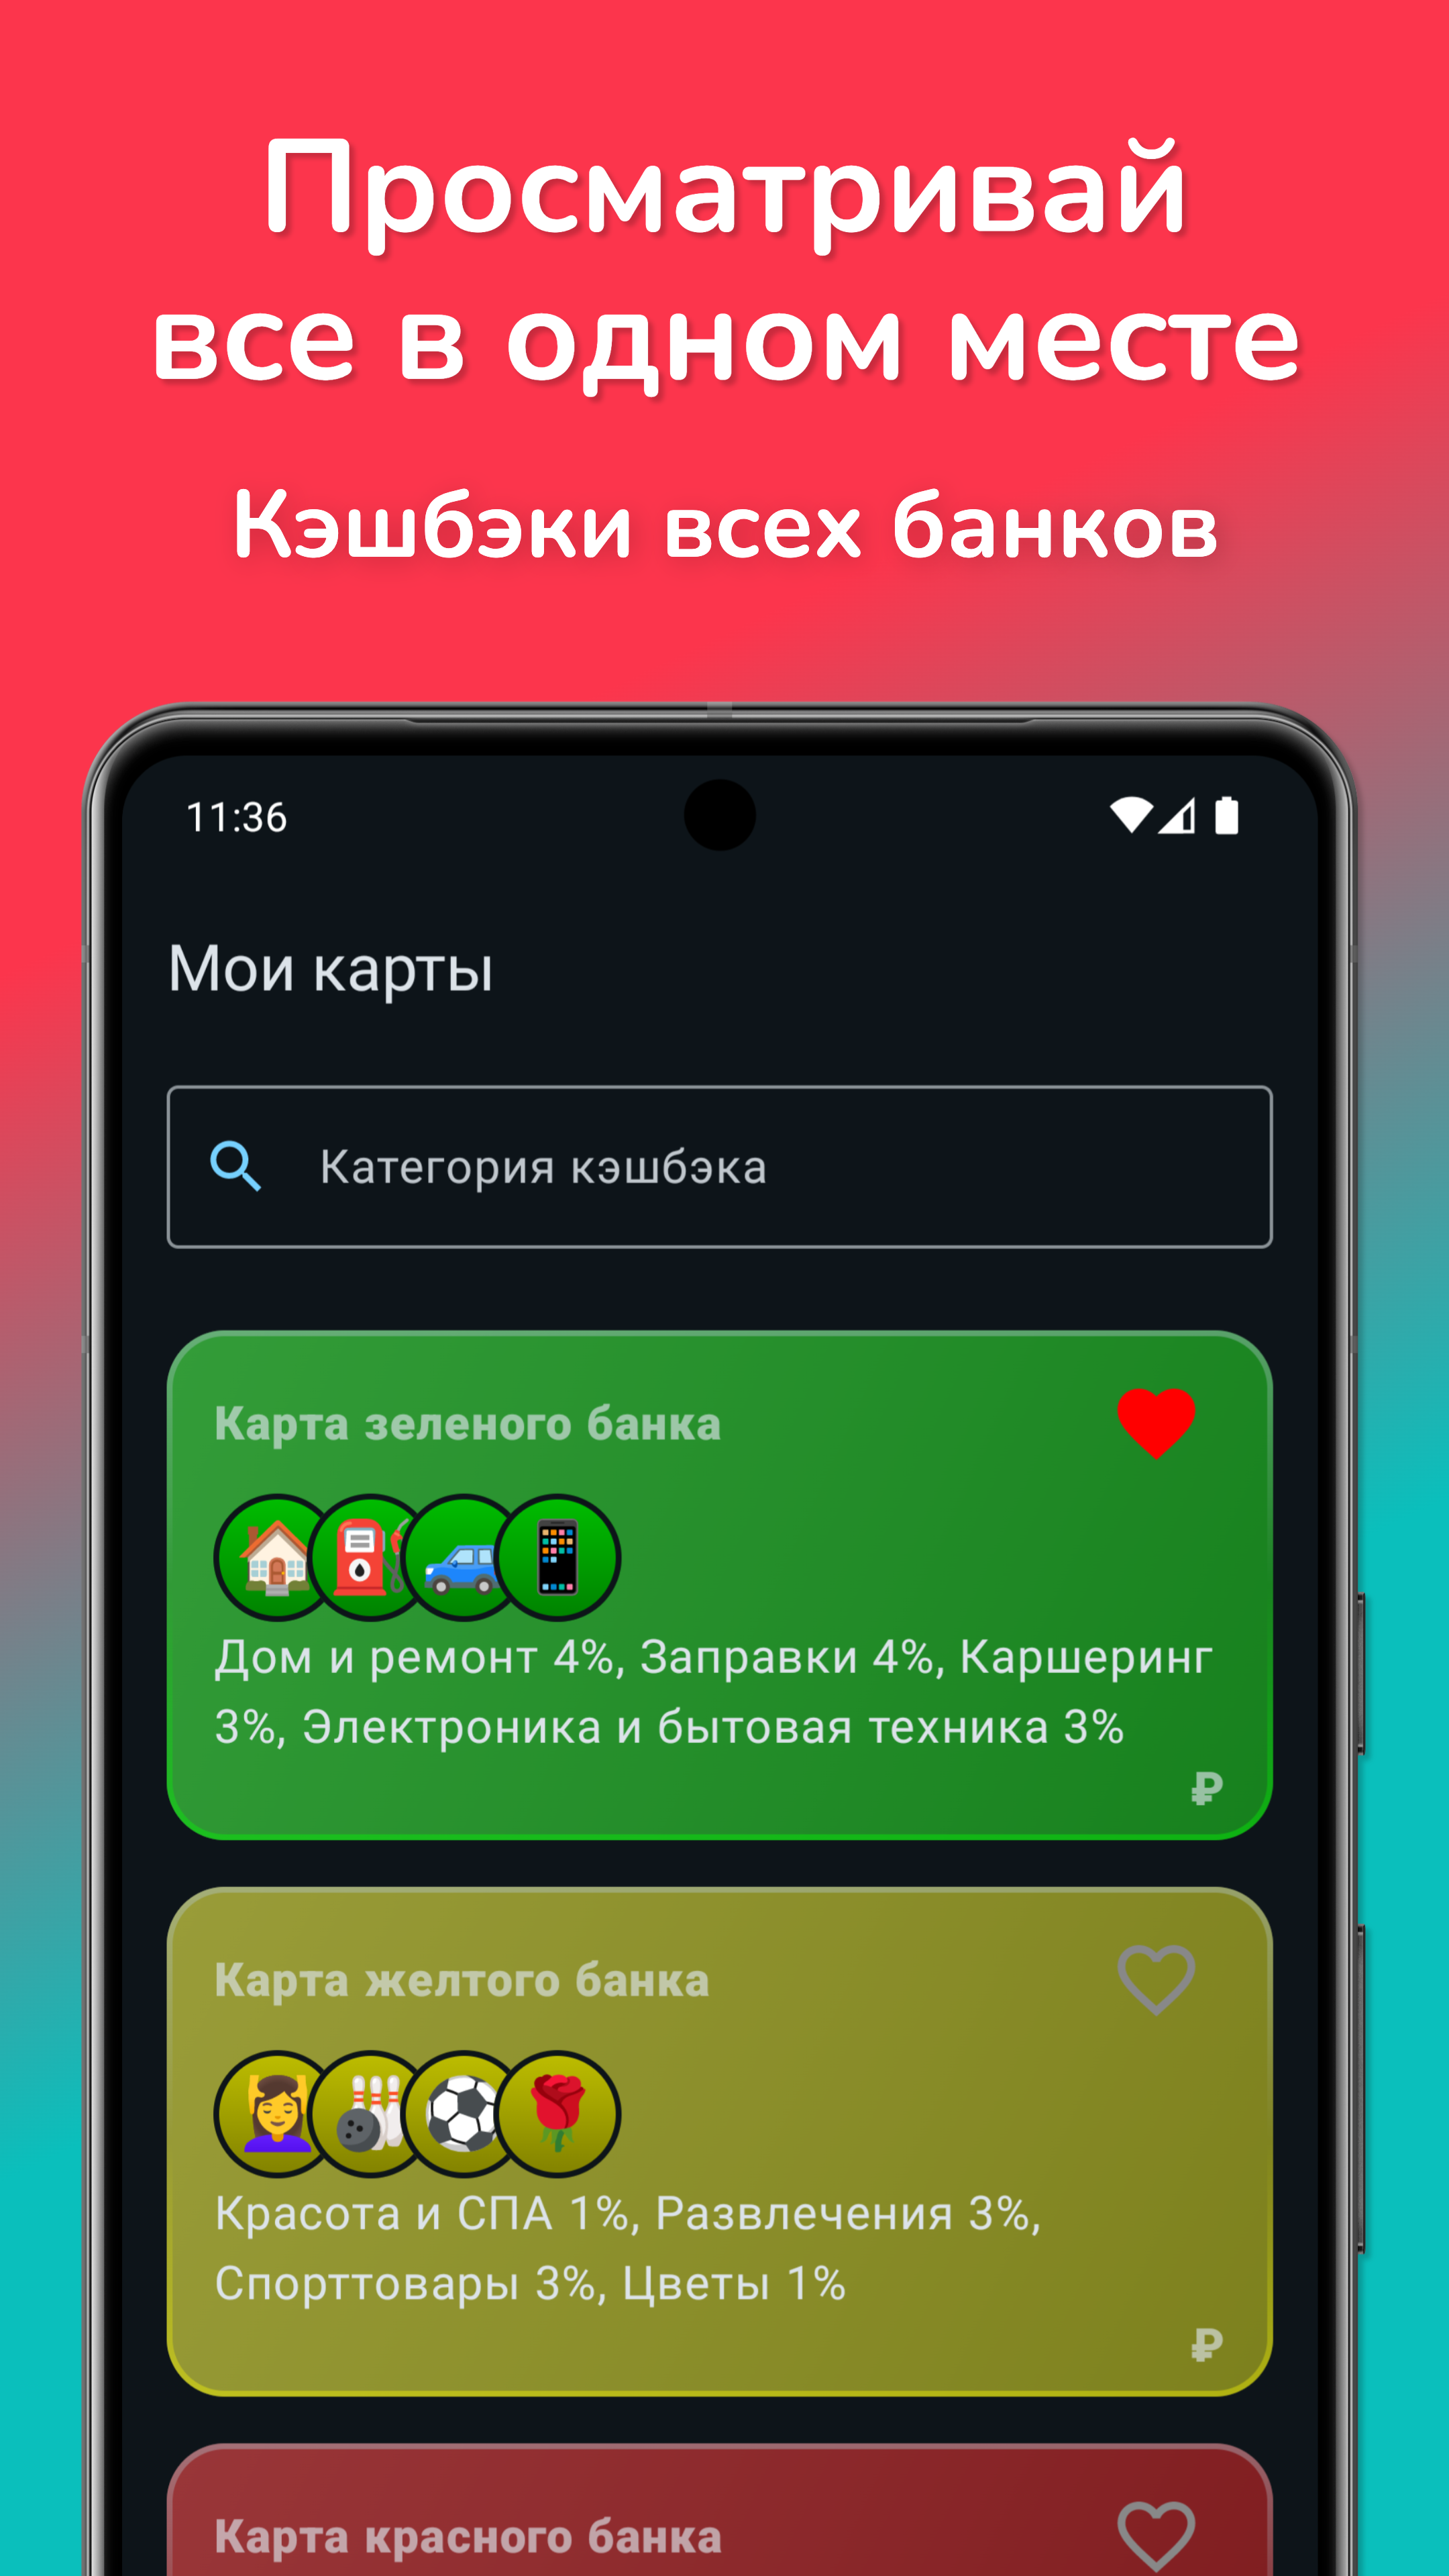 Просматривай
все в одном месте
Кэшбэки всех банков
11:36
Мои карты
Категория кэшбэка
Карта зеленого банка
Дом и ремонт 4%, Заправки 4%, Каршеринг
3%, Электроника и бытовая техника 3%
₽
Карта желтого банка
Красота и СПА 1%, Развлечения 3%,
Спорттовары 3%, Цветы 1%
₽
Карта красного банка